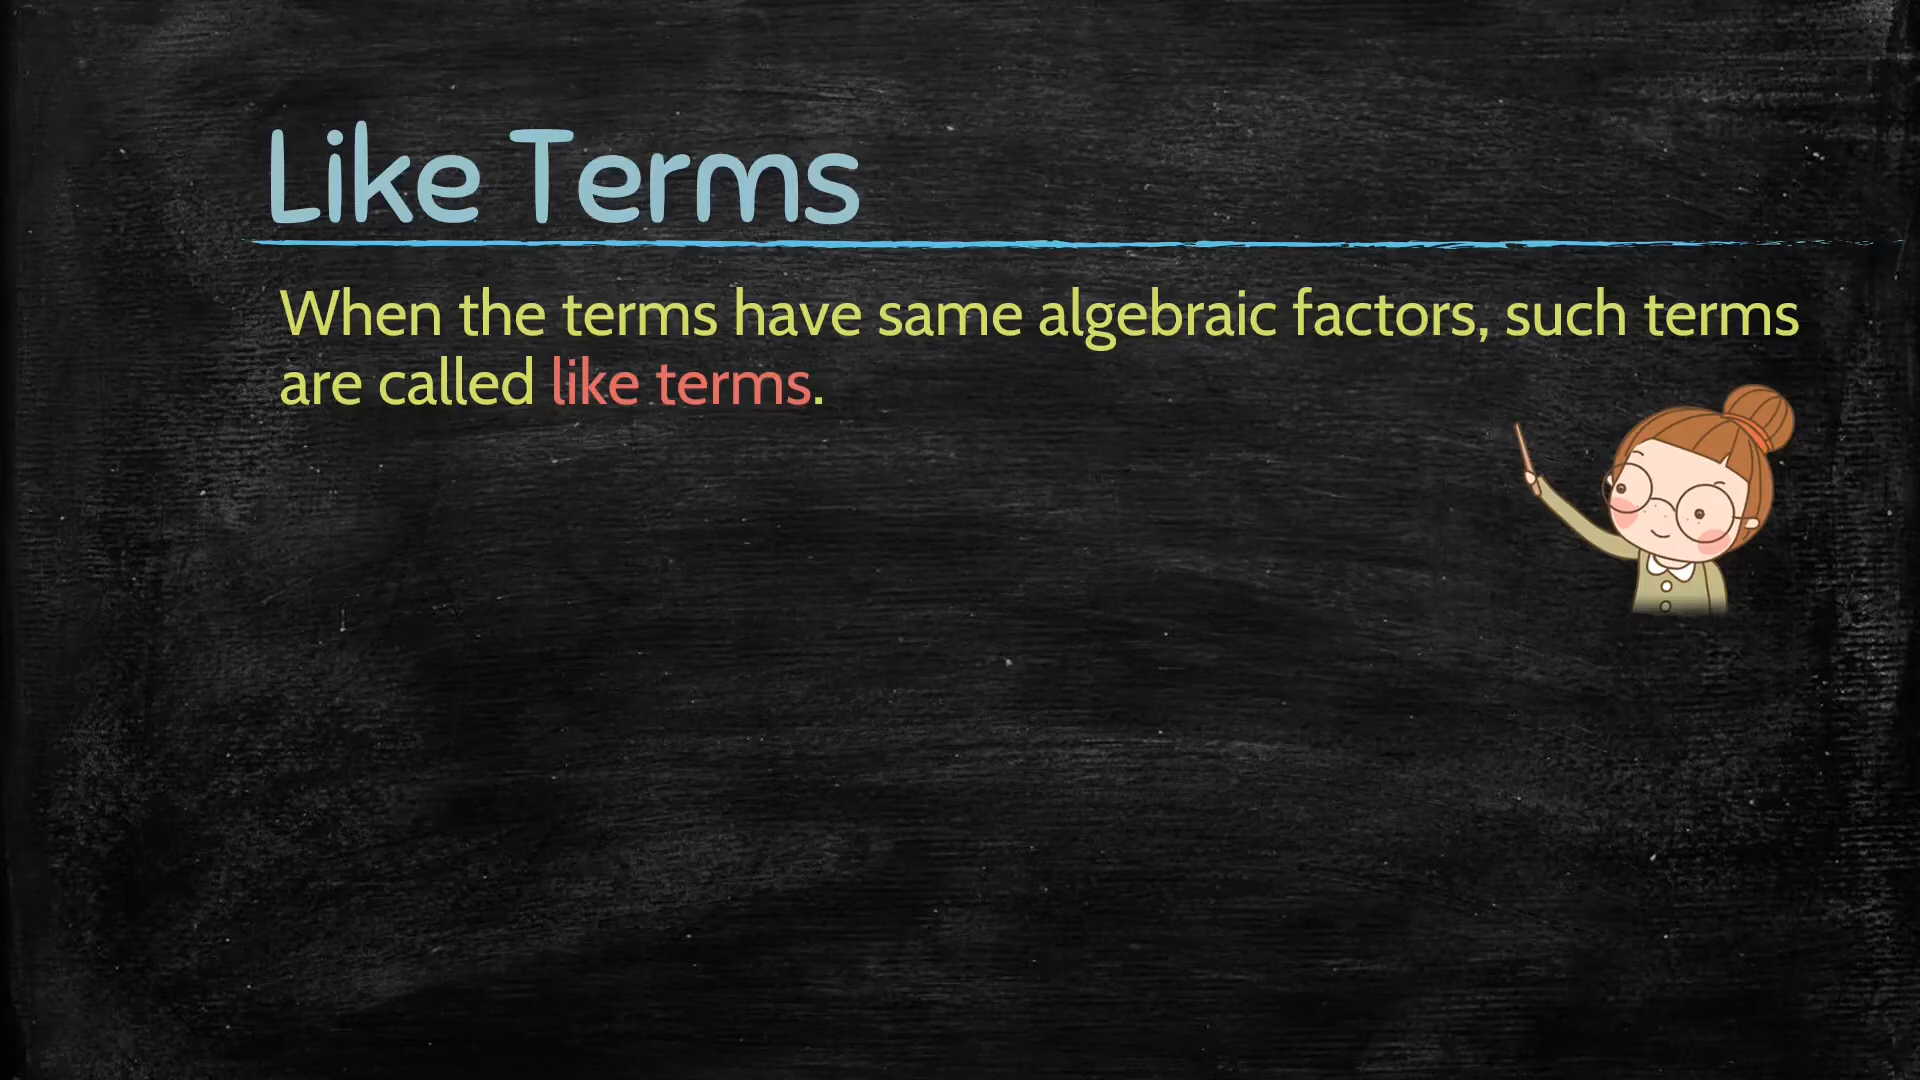 Like Terms
When the terms have same algebraic factors, such terms
are called like terms.